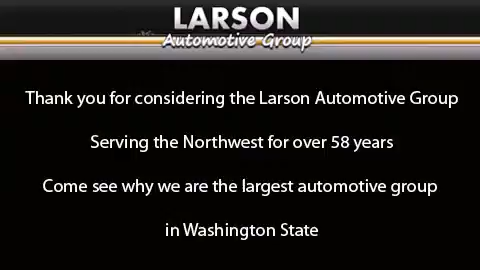 LARSON
Automotive Group
Thank you for considering the Larson Automotive Group
Serving the Northwest for over 58 years
Come see why we are the largest automotive group
in Washington State